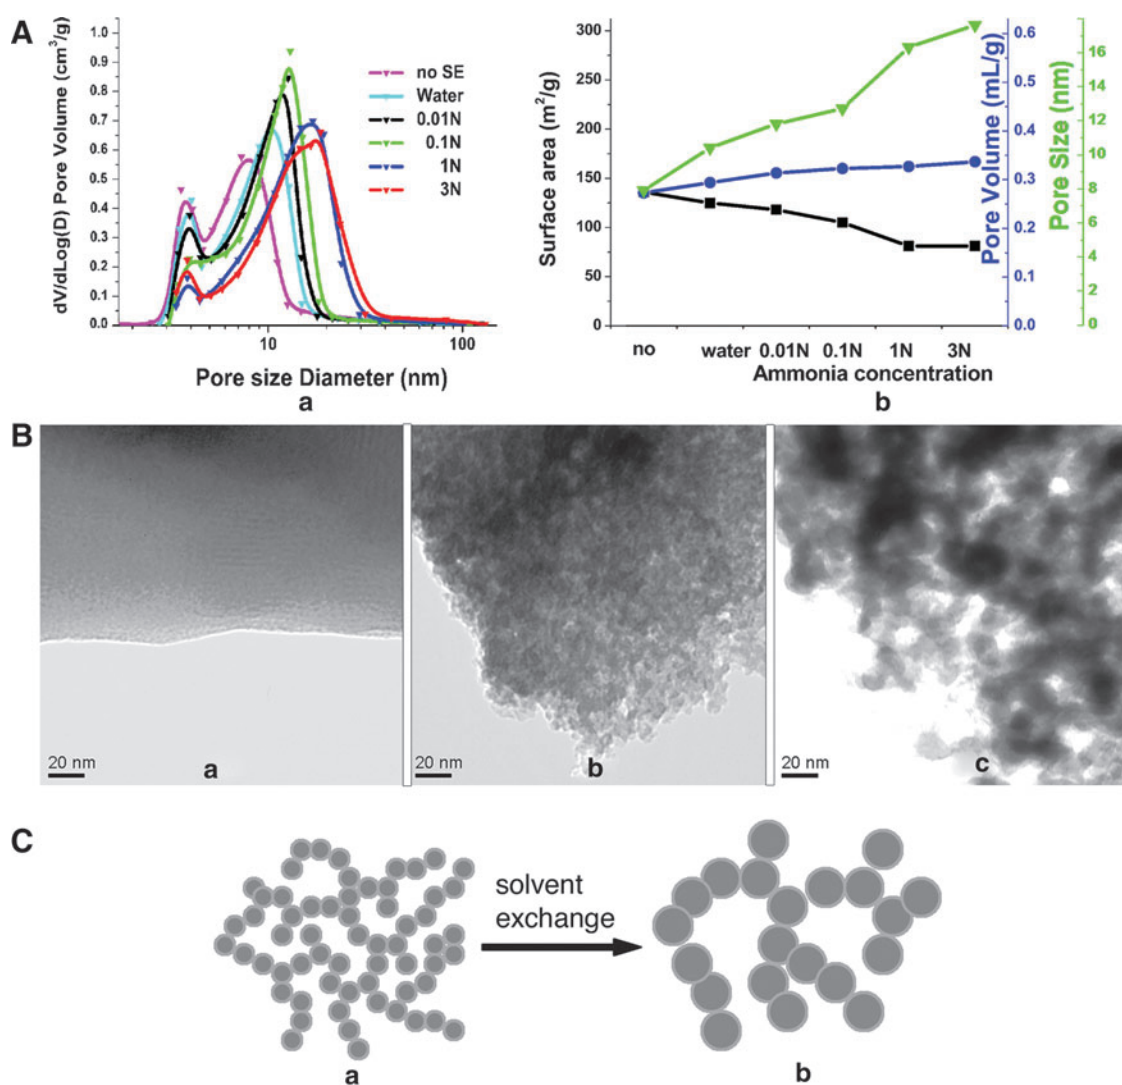 A
dV/dLog(D) Pore Volume (cm³/g)
1.0
0.9
0.8
0.7
0.6
0.5
0.4
0.3
0.2
0.1
0.0
no SE
Water
0.01N
0.1N
1N
3N
10
100
Pore size Diameter (nm)
a
Surface area (m²/g)
300
250
200
150
100
50
0
no
water
0.01N
0.1N
1N
3N
Ammonia concentration
b
Pore Volume (mL/g)
0.6
0.5
0.4
0.3
0.2
0.1
0.0
Pore Size (nm)
16
14
12
10
8
6
4
2
0
B
20 nm
a
20 nm
b
20 nm
c
C
solvent
exchange
a
b